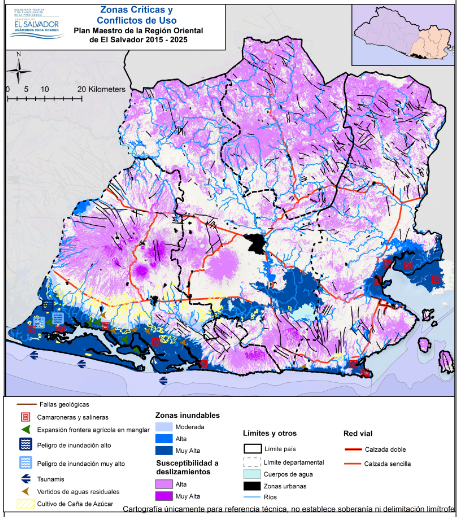 EL SALVADOR
UNÁMONOS PARA CRECER
Zonas Críticas y
Conflictos de Uso
Plan Maestro de la Región Oriental
de El Salvador 2015 - 2025
N
0
10
20 Kilometers
Fallas geológicas
Camaroneras y salineras
Expansión frontera agrícola en manglar
Peligro de inundación alto
Peligro de inundación muy alto
Tsunamis
Vertidos de aguas residuales
Cultivo de Caña de Azúcar
Zonas inundables
Moderada
Alta
Muy Alta
Susceptibilidad a
deslizamientos
Alta
Muy Alta
Límites y otros
Límite país
Límite departamental
Cuerpos de agua
Zonas urbanas
Ríos
Red vial
Calzada doble
Calzada sencilla
Cartografía únicamente para referencia técnica, no establece soberanía ni delimitación limítrofe